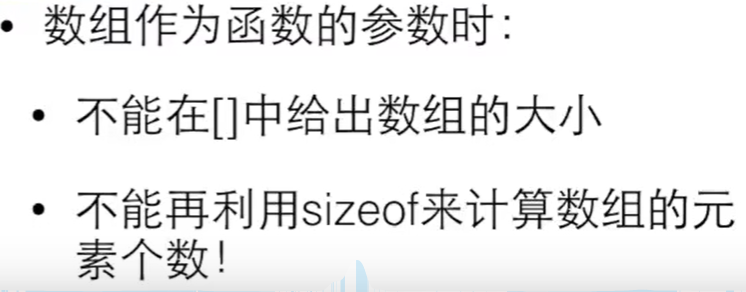 • 数组作为函数的参数时：
• 不能在[]中给出数组的大小
• 不能再利用sizeof来计算数组的元
素个数！